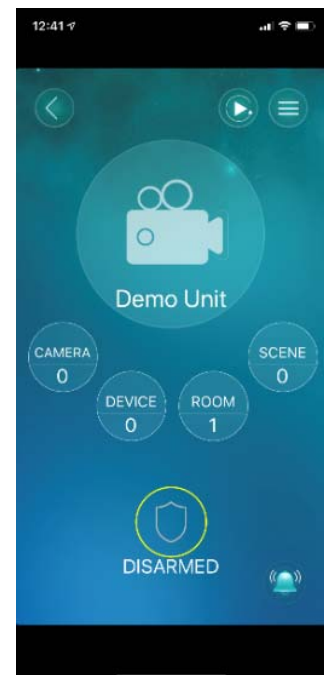 12:41
Demo Unit
CAMERA
0
SCENE
0
DEVICE
0
ROOM
1
DISARMED